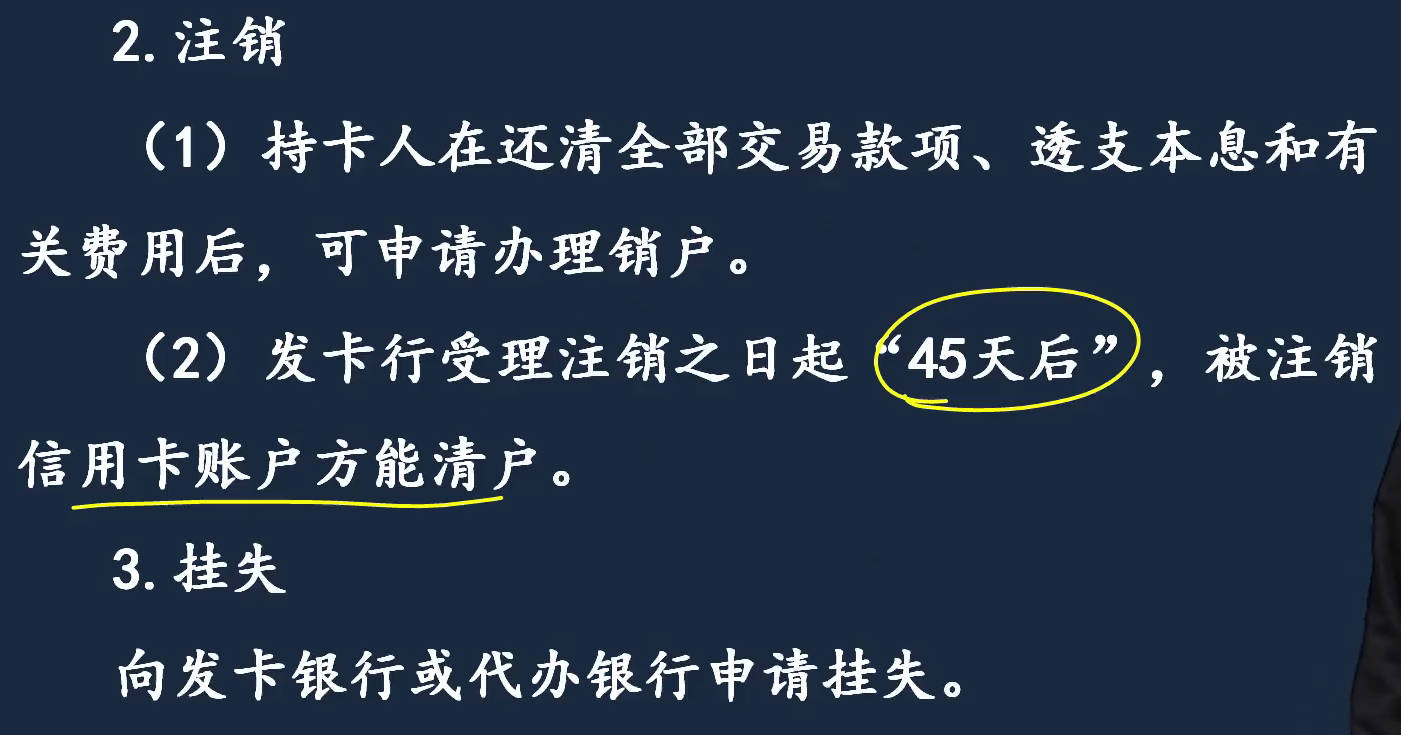 2.注销
（1）持卡人在还清全部交易款项、透支本息和有
关费用后，可申请办理销户。
（2）发卡行受理注销之日起“45天后”，被注销
信用卡账户方能清户。
3.挂失
向发卡银行或代办银行申请挂失。